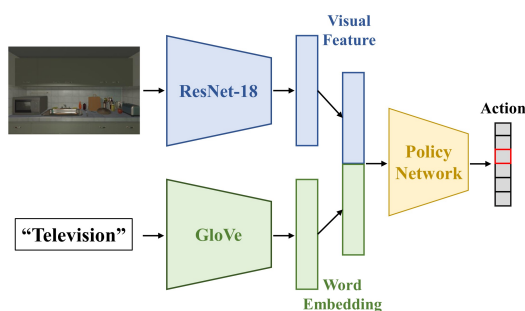 Visual
Feature
ResNet-18
Action
Policy
Network
“Television”
GloVe
Word
Embedding